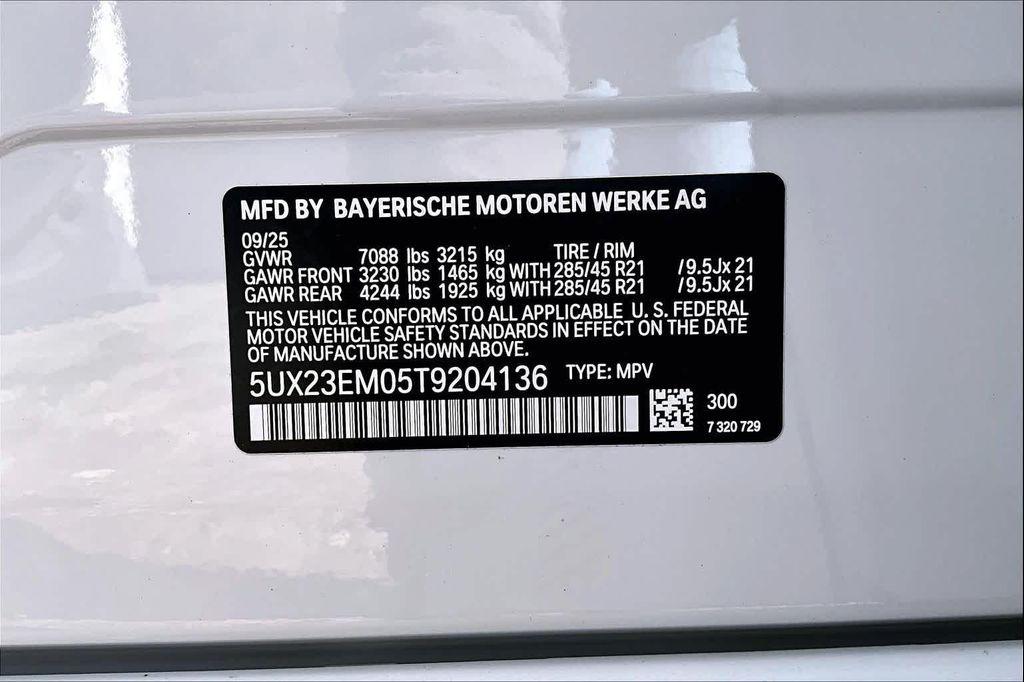 MFD BY BAYERISCHE MOTOREN WERKE AG
09/25
GVWR 7088 lbs 3215 kg TIRE / RIM
GAWR FRONT 3230 lbs 1465 kg WITH 285/45 R21 /9.5Jx 21
GAWR REAR 4244 lbs 1925 kg WITH 285/45 R21 /9.5Jx 21
THIS VEHICLE CONFORMS TO ALL APPLICABLE U. S. FEDERAL
MOTOR VEHICLE SAFETY STANDARDS IN EFFECT ON THE DATE
OF MANUFACTURE SHOWN ABOVE.
5UX23EM05T9204136 TYPE: MPV
300
7 320 729